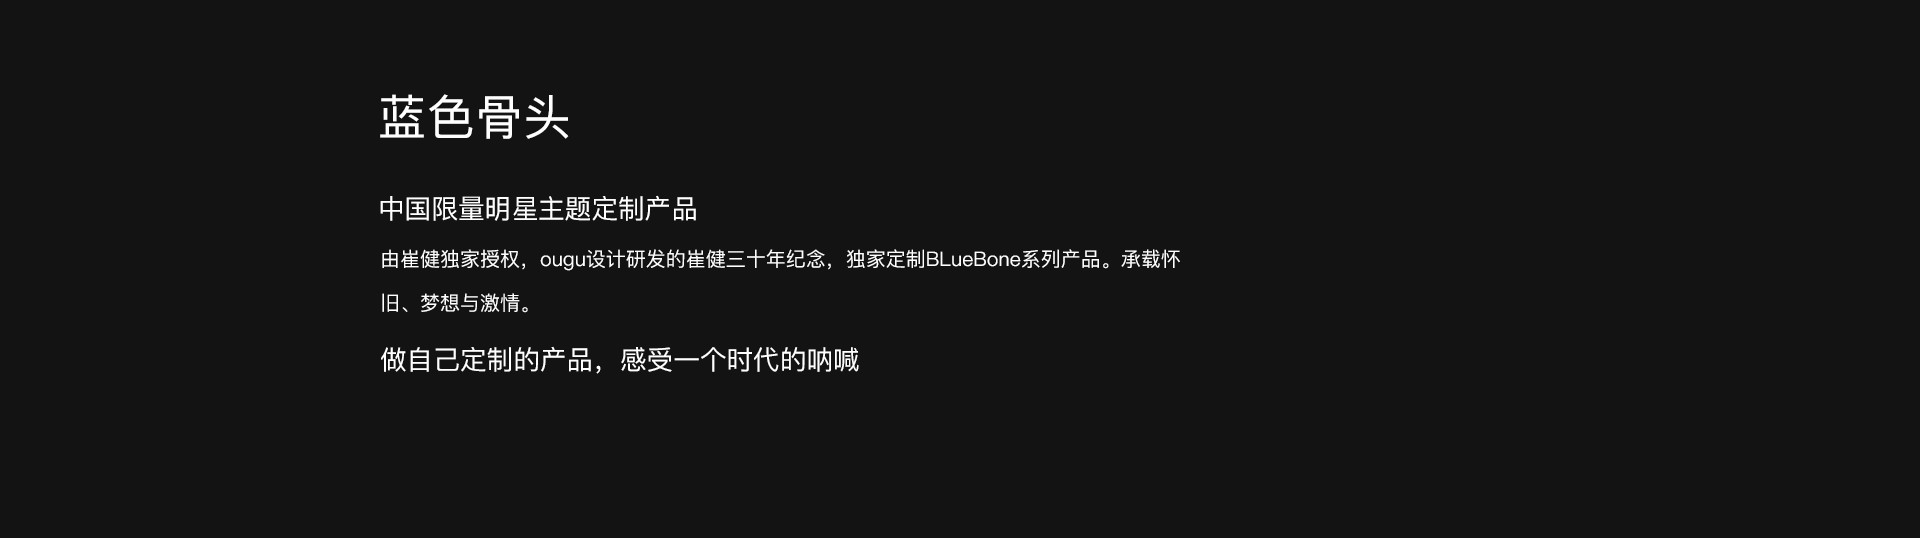 蓝色骨头
中国限量明星主题定制产品
由崔健独家授权，ougu设计研发的崔健三十年纪念，独家定制BLueBone系列产品。承载怀
旧、梦想与激情。
做自己定制的产品，感受一个时代的呐喊